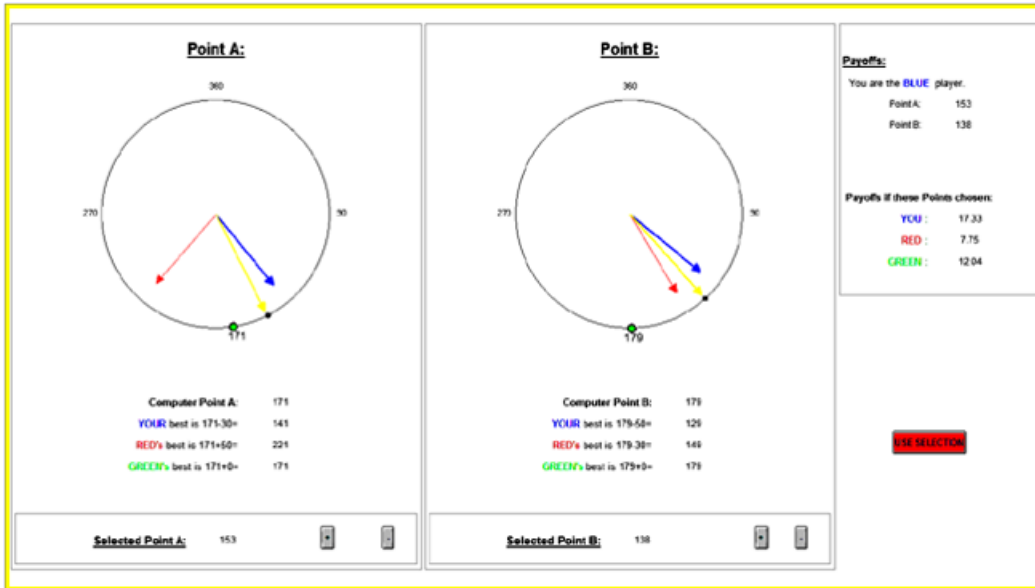 Point A:
360
270
90
171
Computer Point A: 171
YOUR best is 171-30= 141
RED's best is 171+50= 221
GREEN's best is 171+0= 171
Selected Point A: 153 + -
Point B:
360
270
90
179
Computer Point B: 179
YOUR best is 179-50= 129
RED's best is 179-30= 149
GREEN's best is 179+0= 179
Selected Point B: 138 + -
Payoffs:
You are the BLUE player.
Point A: 153
Point B: 138
Payoffs if these Points chosen:
YOU : 17.33
RED : 7.75
GREEN : 12.04
USE SELECTION